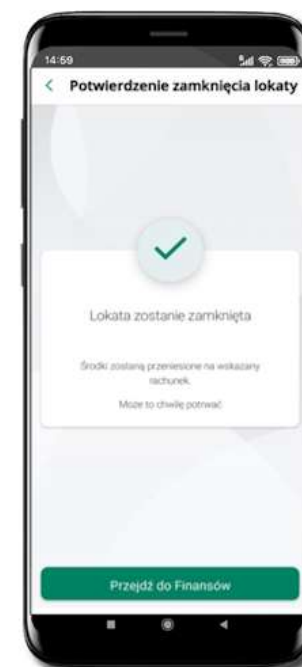 14:59
Potwierdzenie zamknięcia lokaty
Lokata zostanie zamknięta
Środki zostaną przeniesione na wskazany
rachunek.
Może to chwilę potrwać
Przejdź do Finansów